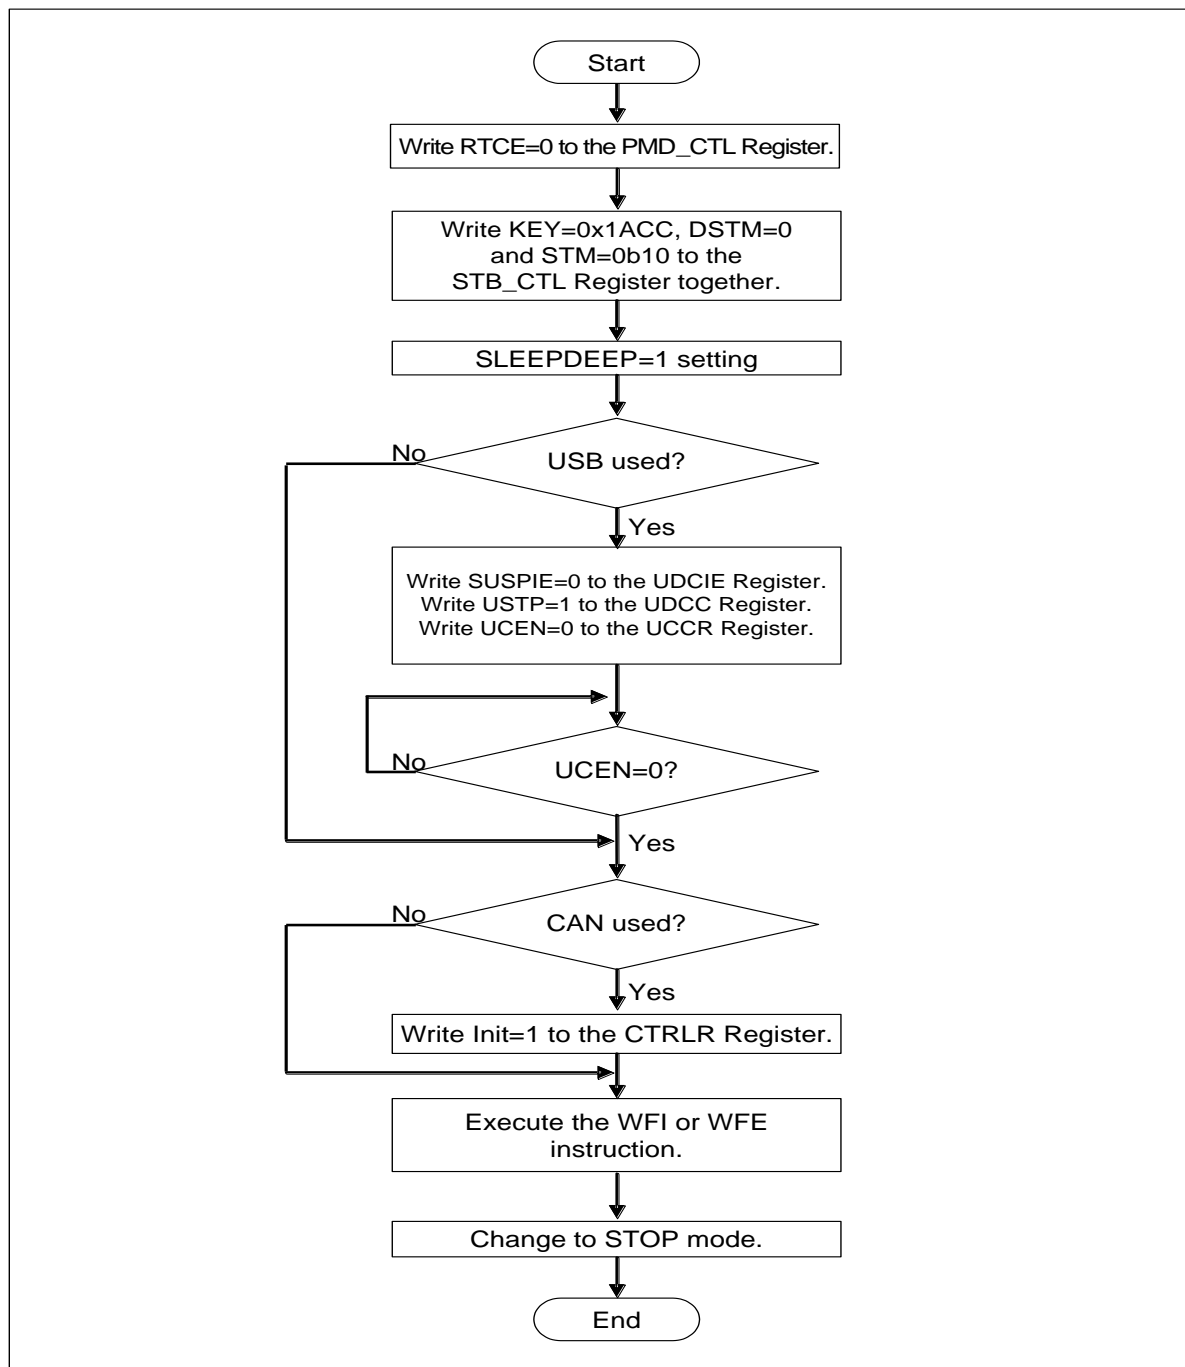 Start
Write RTCE=0 to the PMD_CTL Register.
Write KEY=0x1ACC, DSTM=0
and STM=0b10 to the
STB_CTL Register together.
SLEEPDEEP=1 setting
No
USB used?
Yes
Write SUSPIE=0 to the UDCIE Register.
Write USTP=1 to the UDCC Register.
Write UCEN=0 to the UCCR Register.
No
UCEN=0?
Yes
No
CAN used?
Yes
Write Init=1 to the CTRLR Register.
Execute the WFI or WFE
instruction.
Change to STOP mode.
End